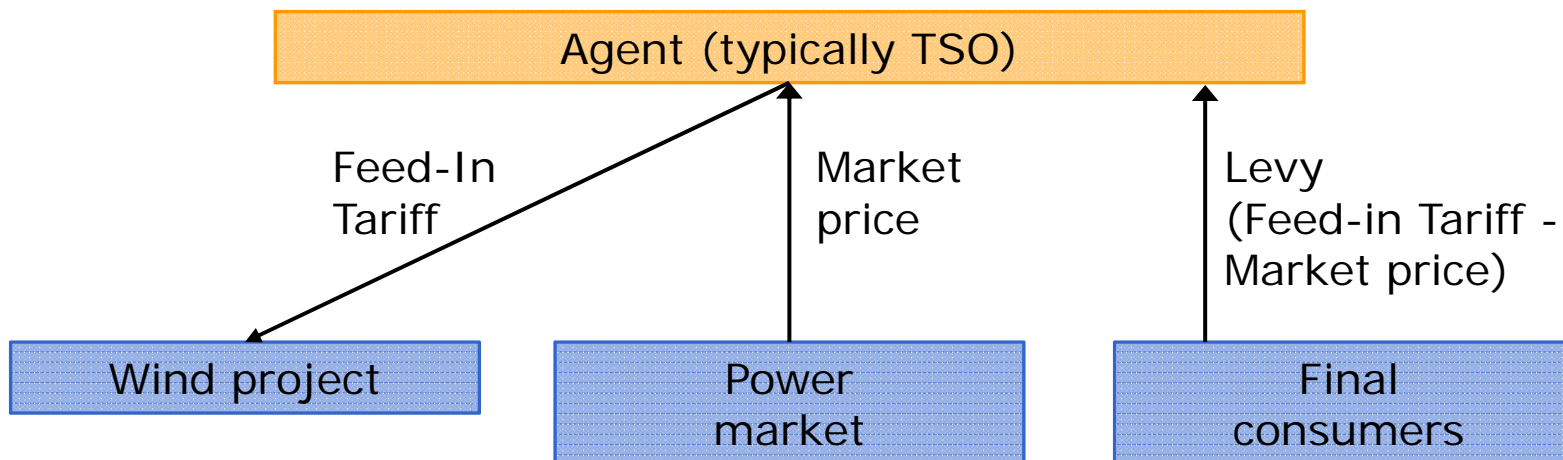 Agent (typically TSO)
Feed-In
Tariff
Market
price
Levy
(Feed-in Tariff -
Market price)
Wind project
Power
market
Final
consumers